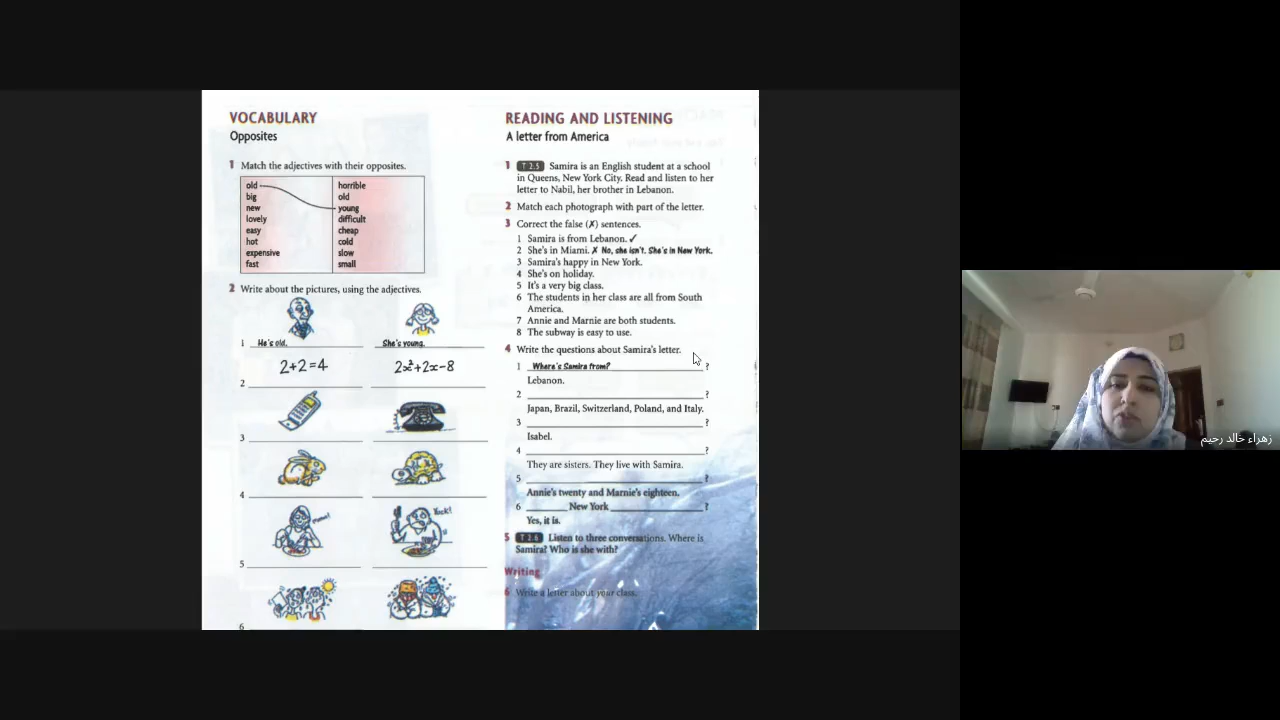 VOCABULARY
Opposites
1 Match the adjectives with their opposites.
old horrible
big old
new young
lovely difficult
easy cheap
hot cold
expensive slow
fast small
2 Write about the pictures, using the adjectives.
1 He's old. She's young.
2+2=4 2x²+2x-8
2
3
4
Yuck!
5
6
READING AND LISTENING
A letter from America
1 T 2.5 Samira is an English student at a school
in Queens, New York City. Read and listen to her
letter to Nabil, her brother in Lebanon.
2 Match each photograph with part of the letter.
3 Correct the false (✗) sentences.
1 Samira is from Lebanon. ✓
2 She's in Miami. ✗ No, she isn't. She's in New York.
3 Samira's happy in New York.
4 She's on holiday.
5 It's a very big class.
6 The students in her class are all from South
America.
7 Annie and Marnie are both students.
8 The subway is easy to use.
4 Write the questions about Samira's letter.
1 Where's Samira from? ?
Lebanon.
2 ?
Japan, Brazil, Switzerland, Poland, and Italy.
3 ?
Isabel.
4 ?
They are sisters. They live with Samira.
5 ?
Annie's twenty and Marnie's eighteen.
6 New York ?
Yes, it is.
5 T 2.6 Listen to three conversations. Where is
Samira? Who is she with?
Writing
6 Write a letter about your class.
زهراء خالد رحيم